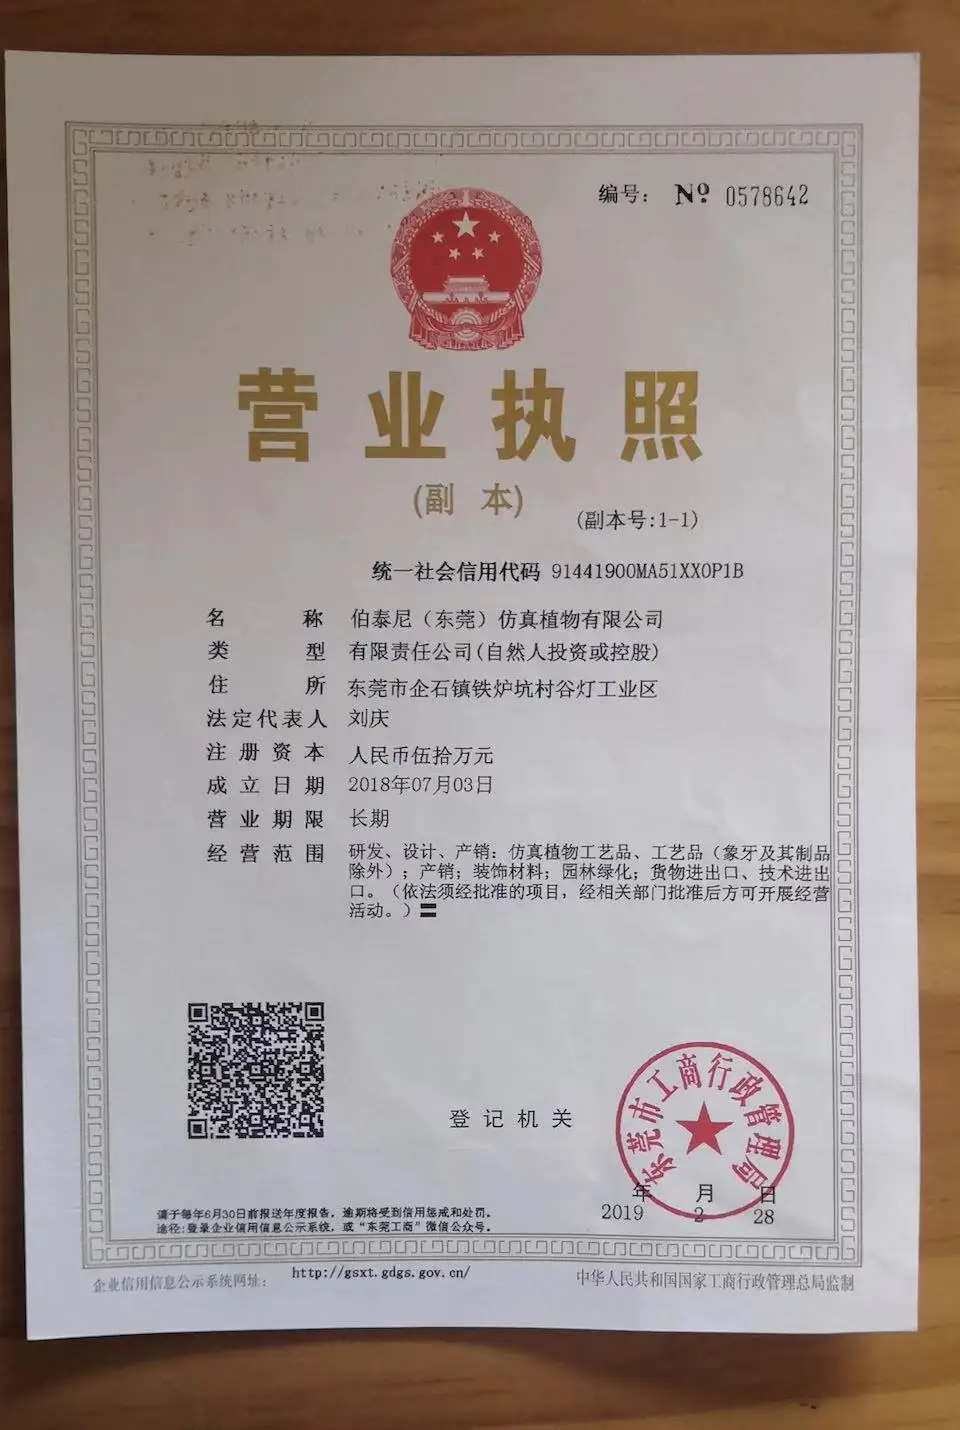 编号： Nº 0578642
营业执照
(副 本)
(副本号:1-1)
统一社会信用代码 91441900MA51XX0P1B
名称 伯泰尼（东莞）仿真植物有限公司
类型 有限责任公司(自然人投资或控股)
住所 东莞市企石镇铁炉坑村谷灯工业区
法定代表人 刘庆
注册资本 人民币伍拾万元
成立日期 2018年07月03日
营业期限 长期
经营范围 研发、设计、产销：仿真植物工艺品、工艺品（象牙及其制品
除外）；产销；装饰材料；园林绿化；货物进出口、技术进出
口。（依法须经批准的项目，经相关部门批准后方可开展经营
活动。）
登记机关
东莞市工商行政管理局
年 月 日
2019 2 28
请于每年6月30日前报送年度报告，逾期将受到信用惩戒和处罚。
途径：登录企业信用信息公示系统，或“东莞工商”微信公众号。
企业信用信息公示系统网址： http://gsxt.gdgs.gov.cn/
中华人民共和国国家工商行政管理总局监制